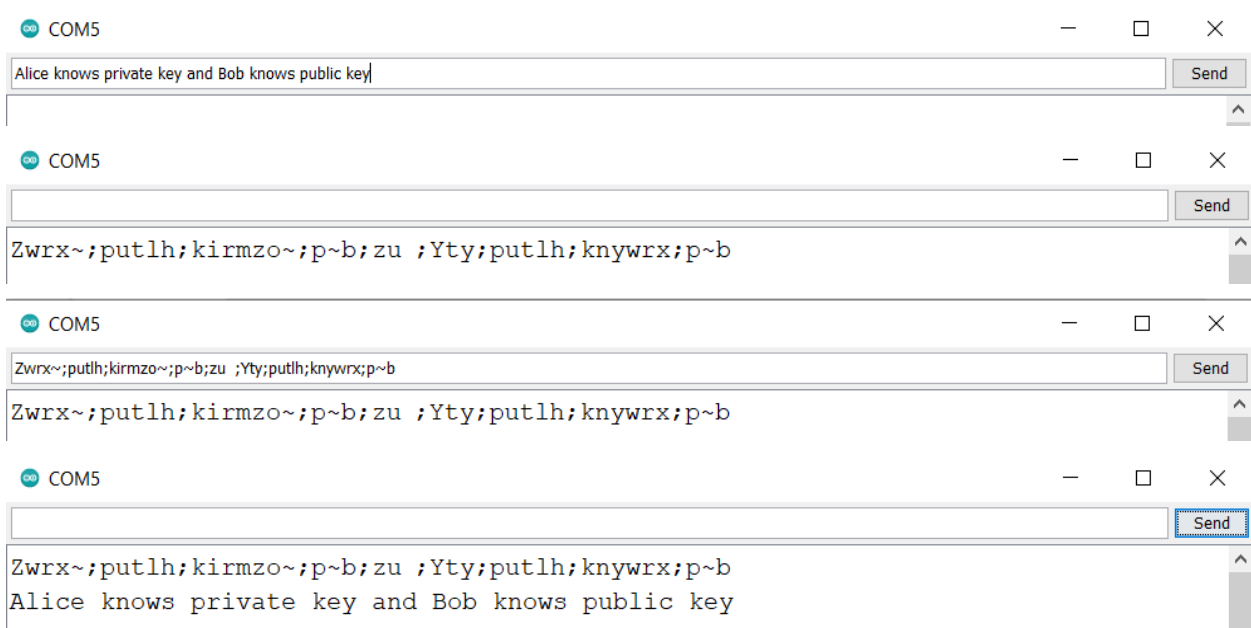 COM5
Alice knows private key and Bob knows public key
Send
COM5
Send
Zwrx~;putlh;kirmzo~;p~b;zu ;Yty;putlh;knywrx;p~b
COM5
Zwrx~;putlh;kirmzo~;p~b;zu  ;Yty;putlh;knywrx;p~b
Send
Zwrx~;putlh;kirmzo~;p~b;zu ;Yty;putlh;knywrx;p~b
COM5
Send
Zwrx~;putlh;kirmzo~;p~b;zu ;Yty;putlh;knywrx;p~b
Alice knows private key and Bob knows public key